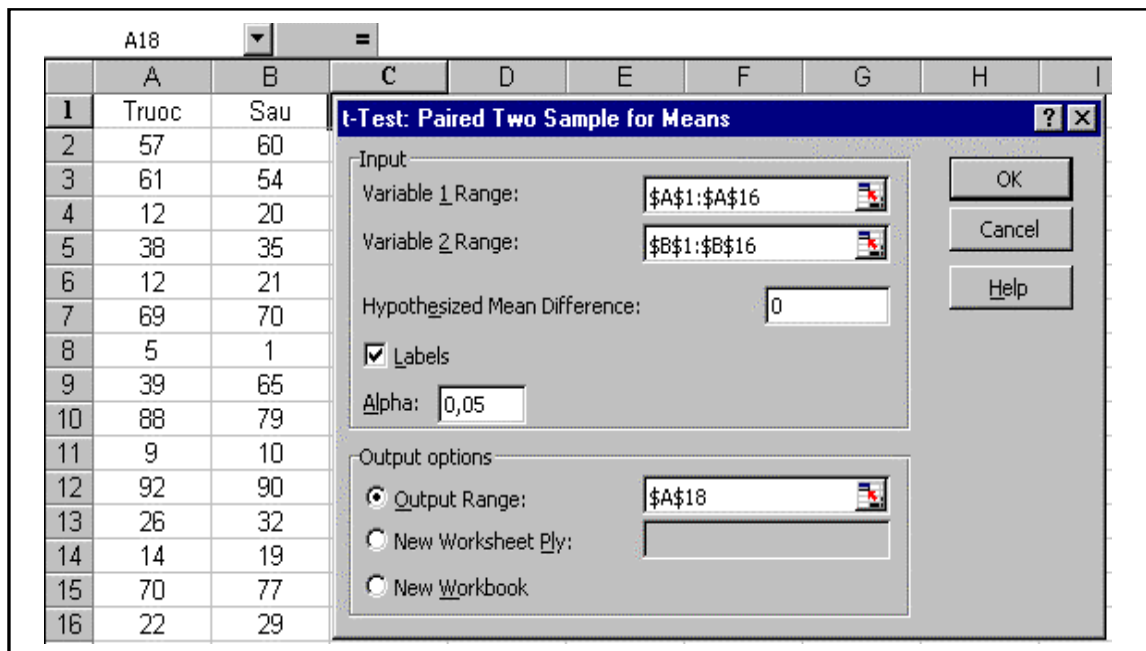 A18 =
A B C D E F G H I
1 Truoc Sau
2 57 60
3 61 54
4 12 20
5 38 35
6 12 21
7 69 70
8 5 1
9 39 65
10 88 79
11 9 10
12 92 90
13 26 32
14 14 19
15 70 77
16 22 29
t-Test: Paired Two Sample for Means
Input
Variable 1 Range: $A$1:$A$16
Variable 2 Range: $B$1:$B$16
Hypothesized Mean Difference: 0
Labels
Alpha: 0,05
Output options
Output Range: $A$18
New Worksheet Ply:
New Workbook
OK
Cancel
Help